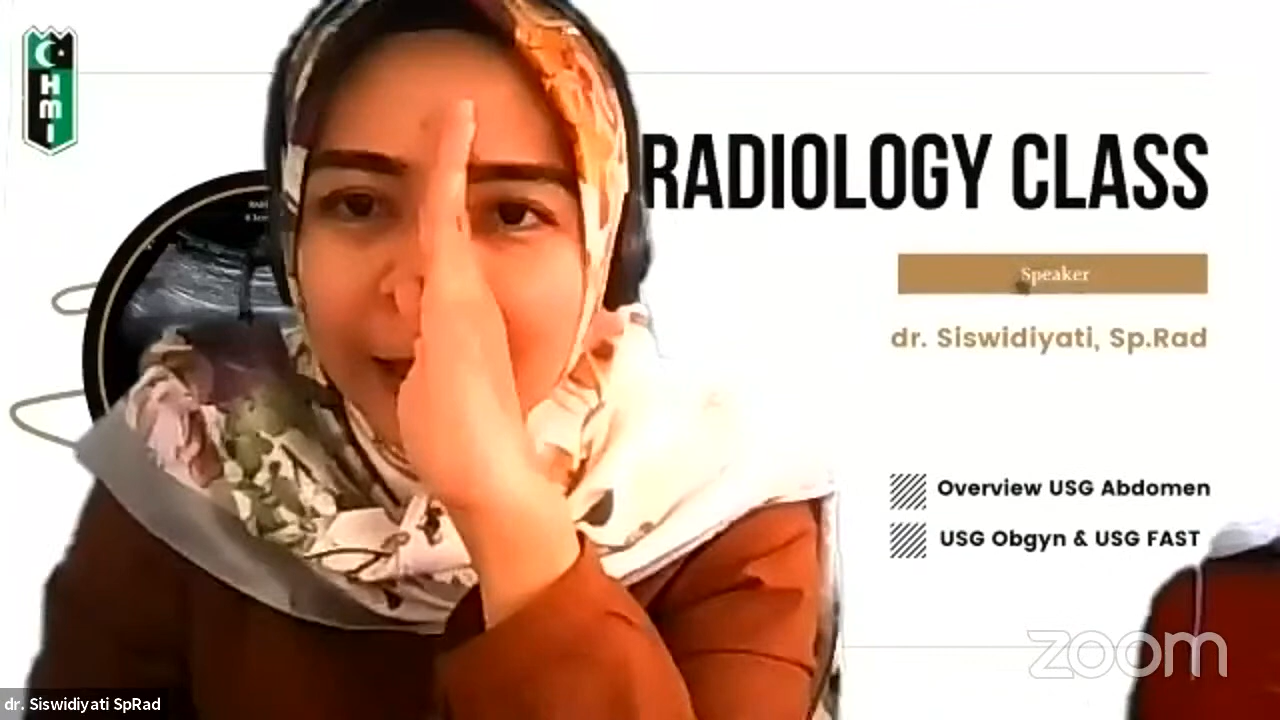 HMI
RADIOLOGY CLASS
Speaker
dr. Siswidiyati, Sp.Rad
Overview USG Abdomen
USG Obgyn & USG FAST
zoom
dr. Siswidiyati SpRad